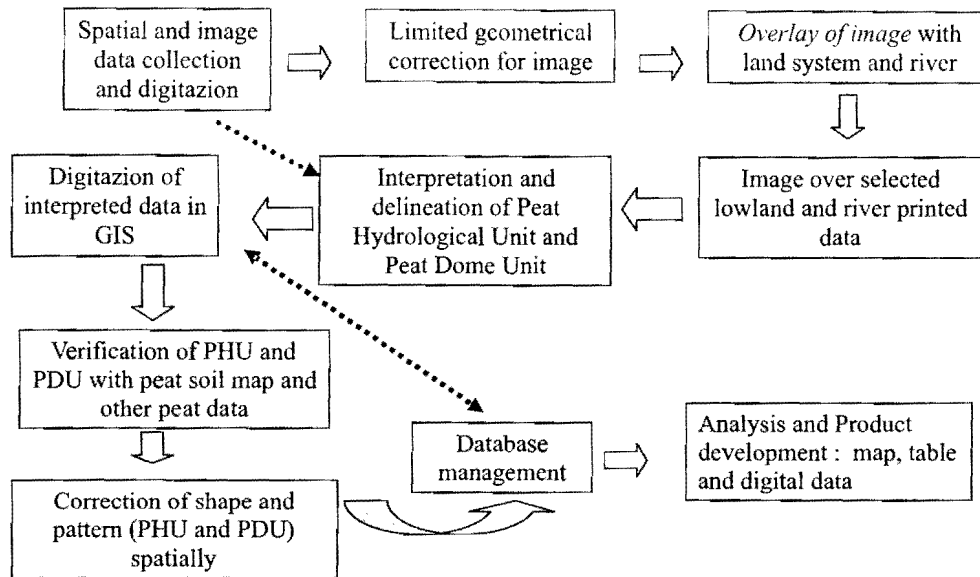 Spatial and image
data collection
and digitazion
Limited geometrical
correction for image
Overlay of image with
land system and river
Digitazion of
interpreted data in
GIS
Interpretation and
delineation of Peat
Hydrological Unit and
Peat Dome Unit
Image over selected
lowland and river printed
data
Verification of PHU and
PDU with peat soil map and
other peat data
Database
management
Analysis and Product
development : map, table
and digital data
Correction of shape and
pattern (PHU and PDU)
spatially